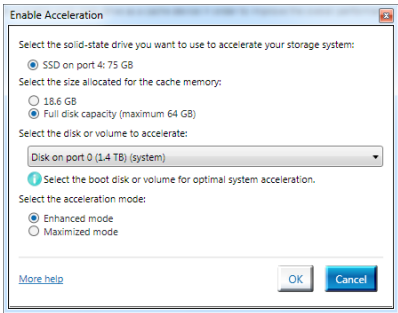 Enable Acceleration
Select the solid-state drive you want to use to accelerate your storage system:
SSD on port 4: 75 GB
Select the size allocated for the cache memory:
18.6 GB
Full disk capacity (maximum 64 GB)
Select the disk or volume to accelerate:
Disk on port 0 (1.4 TB) (system)
Select the boot disk or volume for optimal system acceleration.
Select the acceleration mode:
Enhanced mode
Maximized mode
More help
OK
Cancel